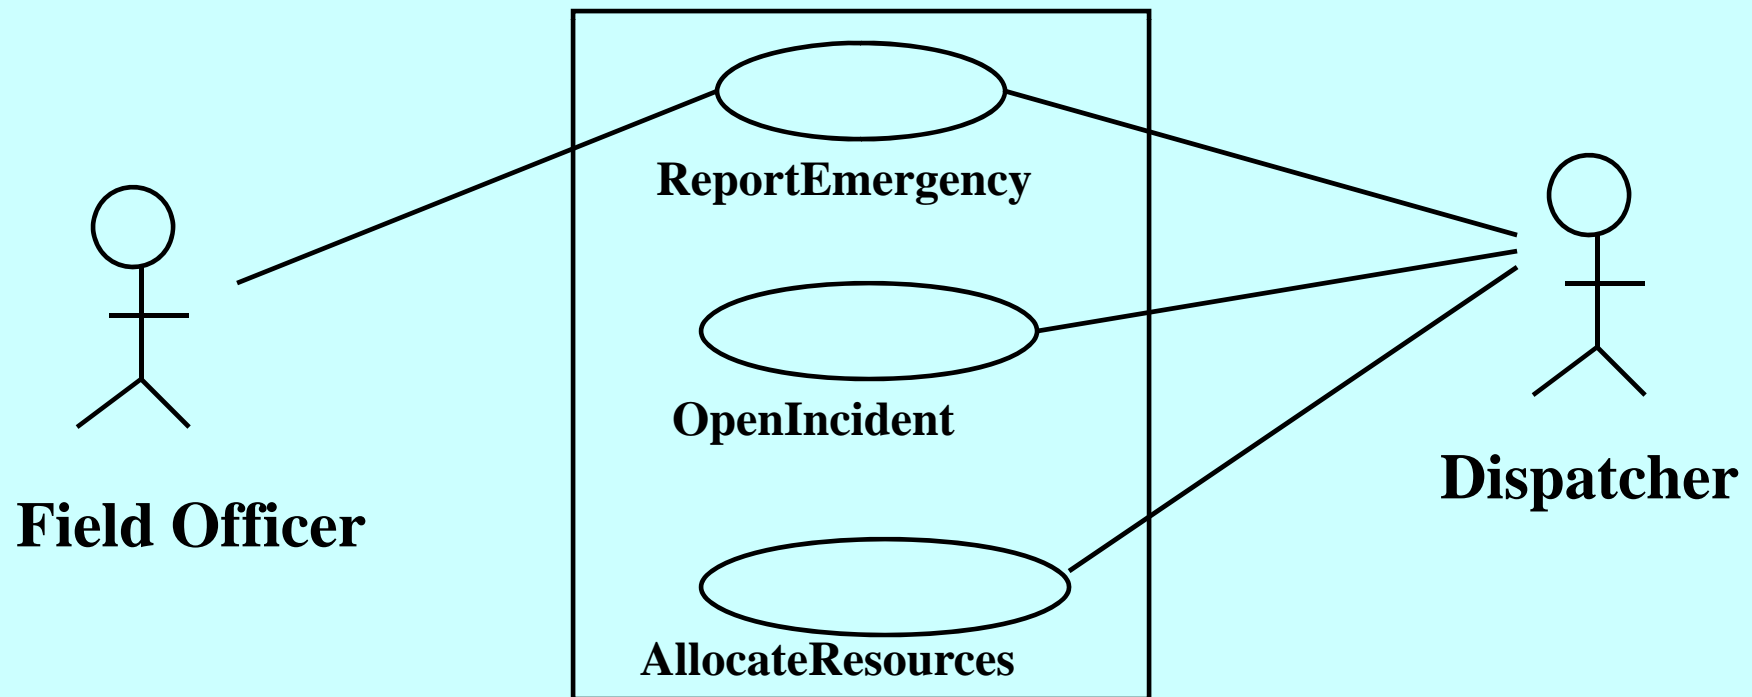 ReportEmergency
OpenIncident
Dispatcher
Field Officer
AllocateResources